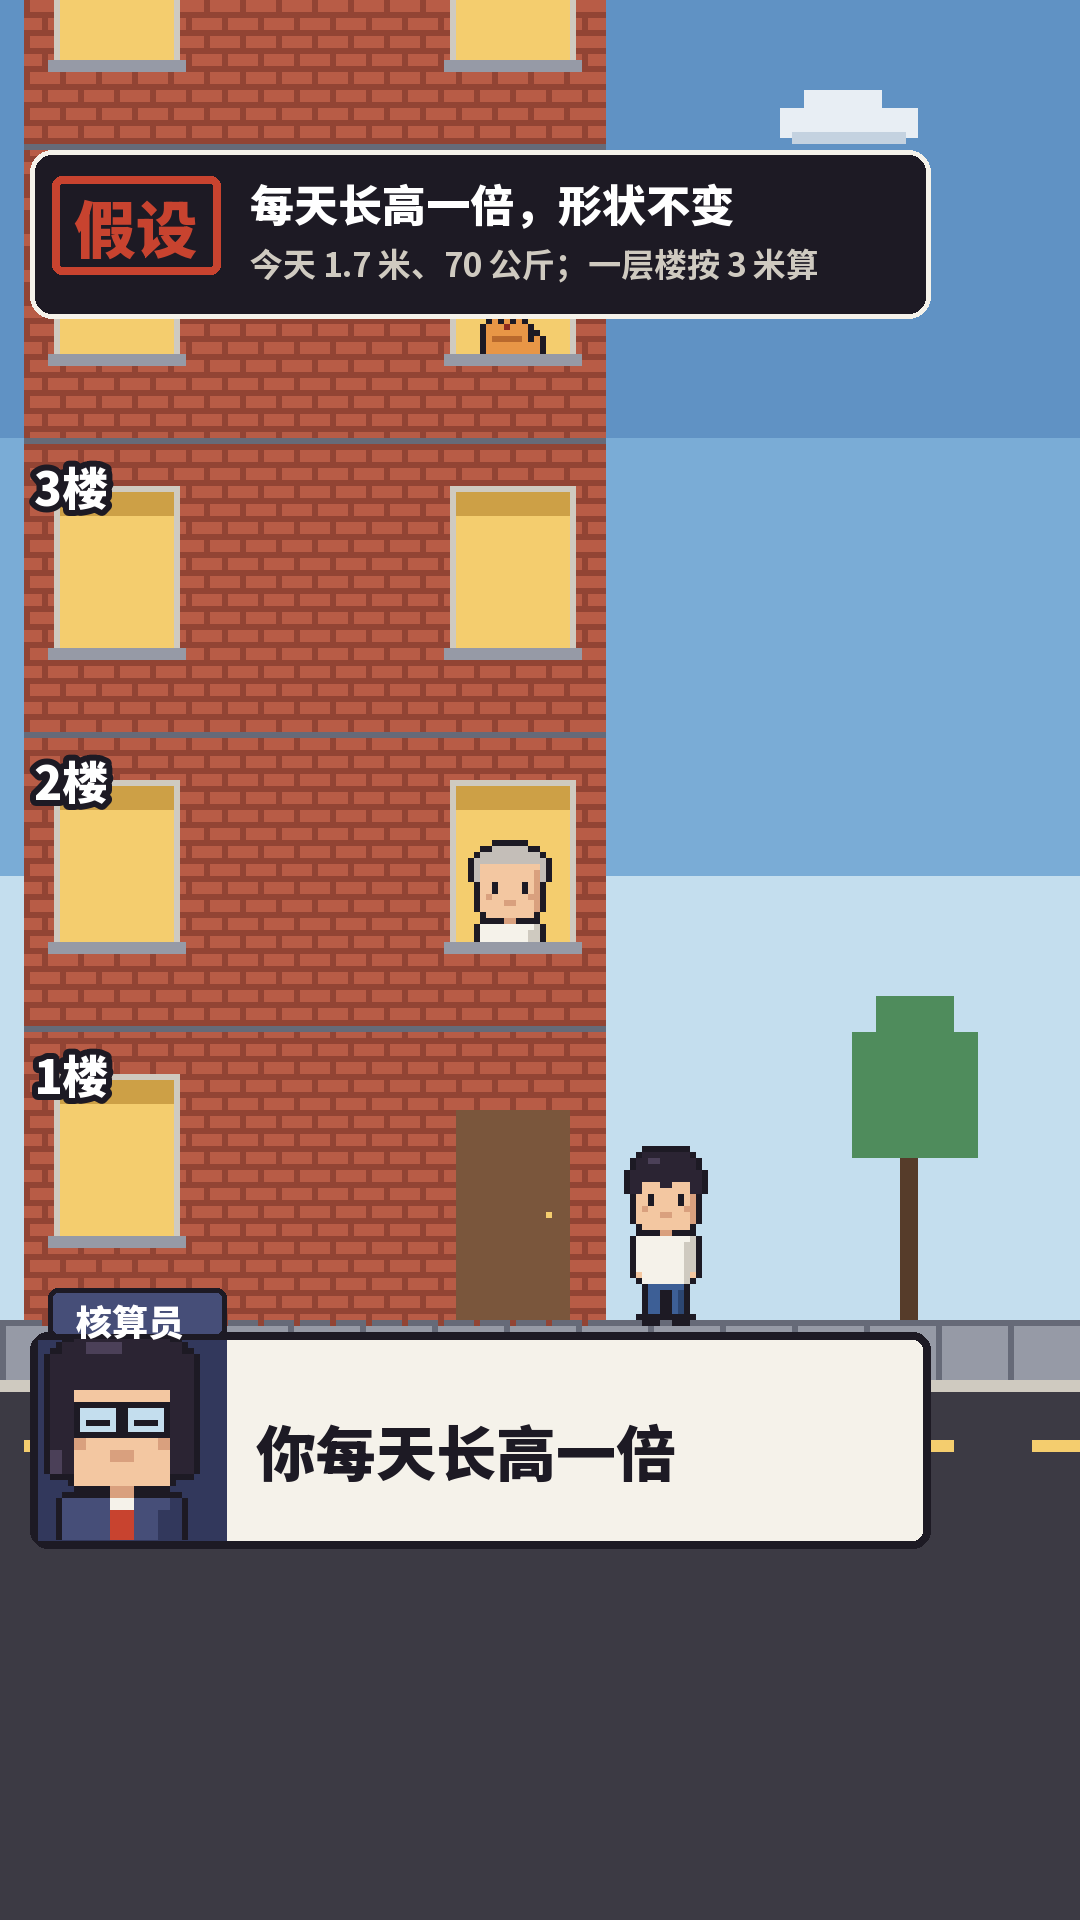 假设
每天长高一倍，形状不变
今天 1.7 米、70 公斤；一层楼按 3 米算
3楼
2楼
1楼
核算员
你每天长高一倍